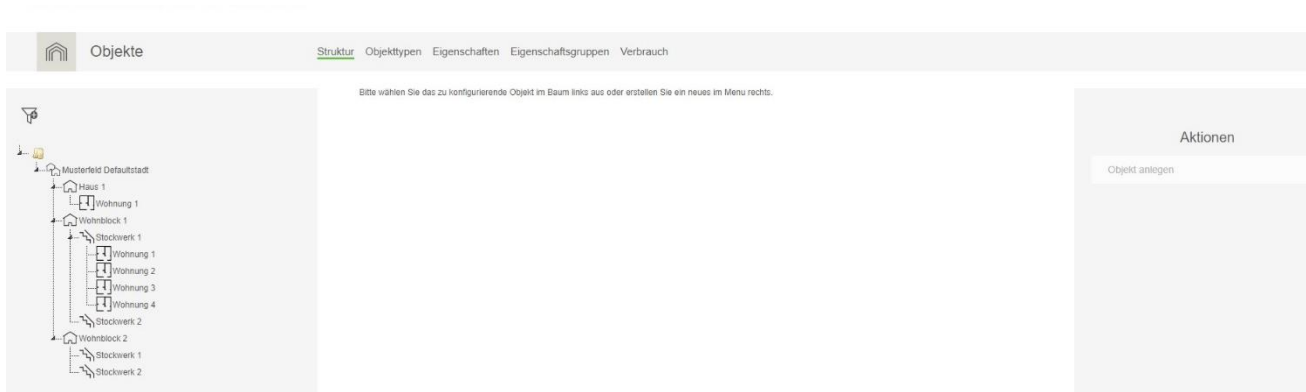 Objekte
Struktur Objekttypen Eigenschaften Eigenschaftsgruppen Verbrauch
Bitte wählen Sie das zu konfigurierende Objekt im Baum links aus oder erstellen Sie ein neues im Menu rechts.
Musterfeld Defaultstadt
Haus 1
Wohnung 1
Wohnblock 1
Stockwerk 1
Wohnung 1
Wohnung 2
Wohnung 3
Wohnung 4
Stockwerk 2
Wohnblock 2
Stockwerk 1
Stockwerk 2
Aktionen
Objekt anlegen